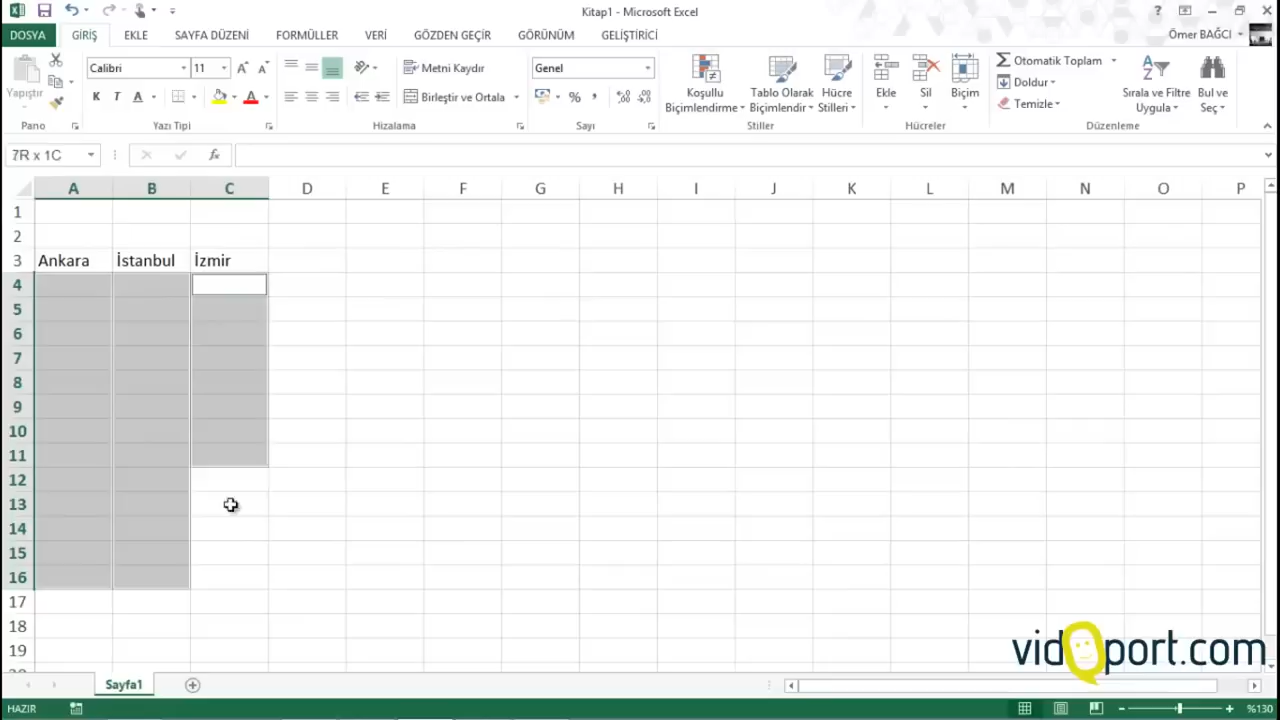 Kitap1 - Microsoft Excel
DOSYA GİRİŞ EKLE SAYFA DÜZENİ FORMÜLLER VERİ GÖZDEN GEÇİR GÖRÜNÜM GELİŞTİRİCİ Ömer BAĞCI
Yapıştır
Calibri 11
K T A
Metni Kaydır
Birleştir ve Ortala
Genel
%
Koşullu Biçimlendirme
Tablo Olarak Biçimlendir
Hücre Stilleri
Ekle Sil Biçim
Otomatik Toplam
Doldur
Temizle
Sırala ve Filtre Uygula
Bul ve Seç
Pano Yazı Tipi Hizalama Sayı Stiller Hücreler Düzenleme
7R x 1C fx
A B C D E F G H I J K L M N O P
1
2
3 Ankara İstanbul İzmir
4
5
6
7
8
9
10
11
12
13
14
15
16
17
18
19
vidoport.com
Sayfa1
HAZIR %130